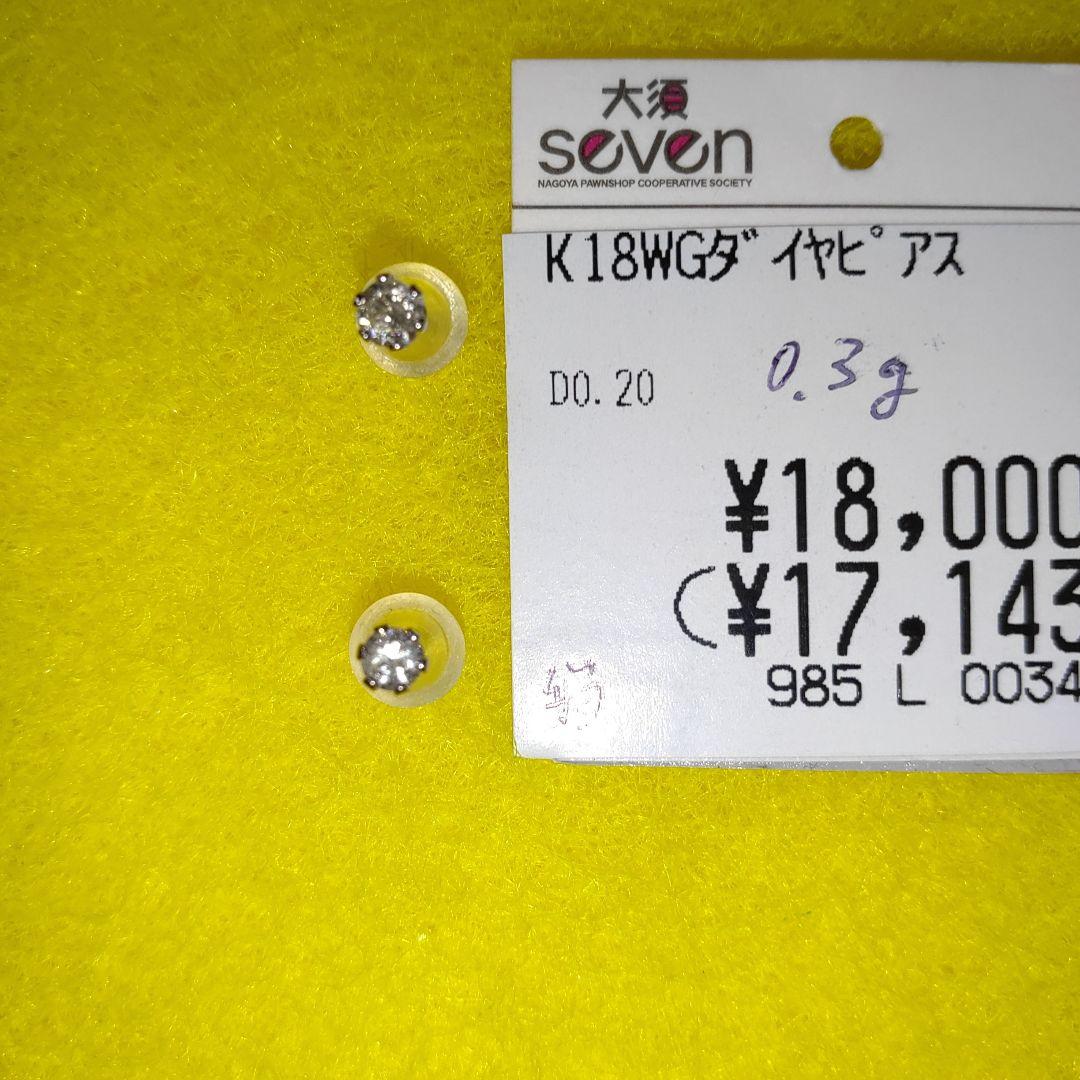 大須
seven
NAGOYA PAWNSHOP COOPERATIVE SOCIETY
K18WGダイヤピアス
0.3g
D0.20
¥18,000
(¥17,143
985 L 0034